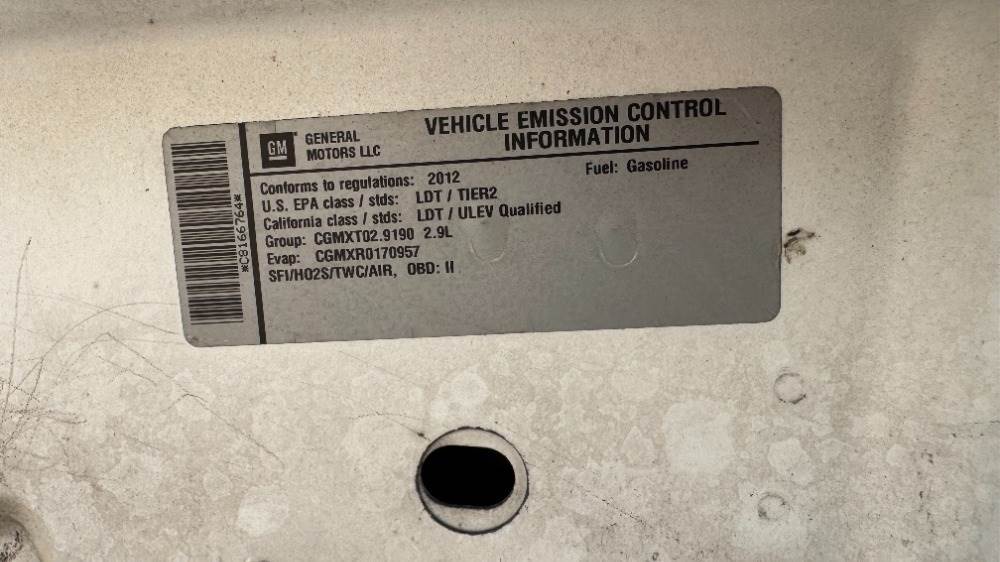 GM
GENERAL
MOTORS LLC
VEHICLE EMISSION CONTROL
INFORMATION
Conforms to regulations: 2012
Fuel: Gasoline
U.S. EPA class / stds: LDT / TIER2
California class / stds: LDT / ULEV Qualified
Group: CGMXT02.9190 2.9L
Evap: CGMXR0170957
SFI/HO2S/TWC/AIR, OBD: II
*C8166764*